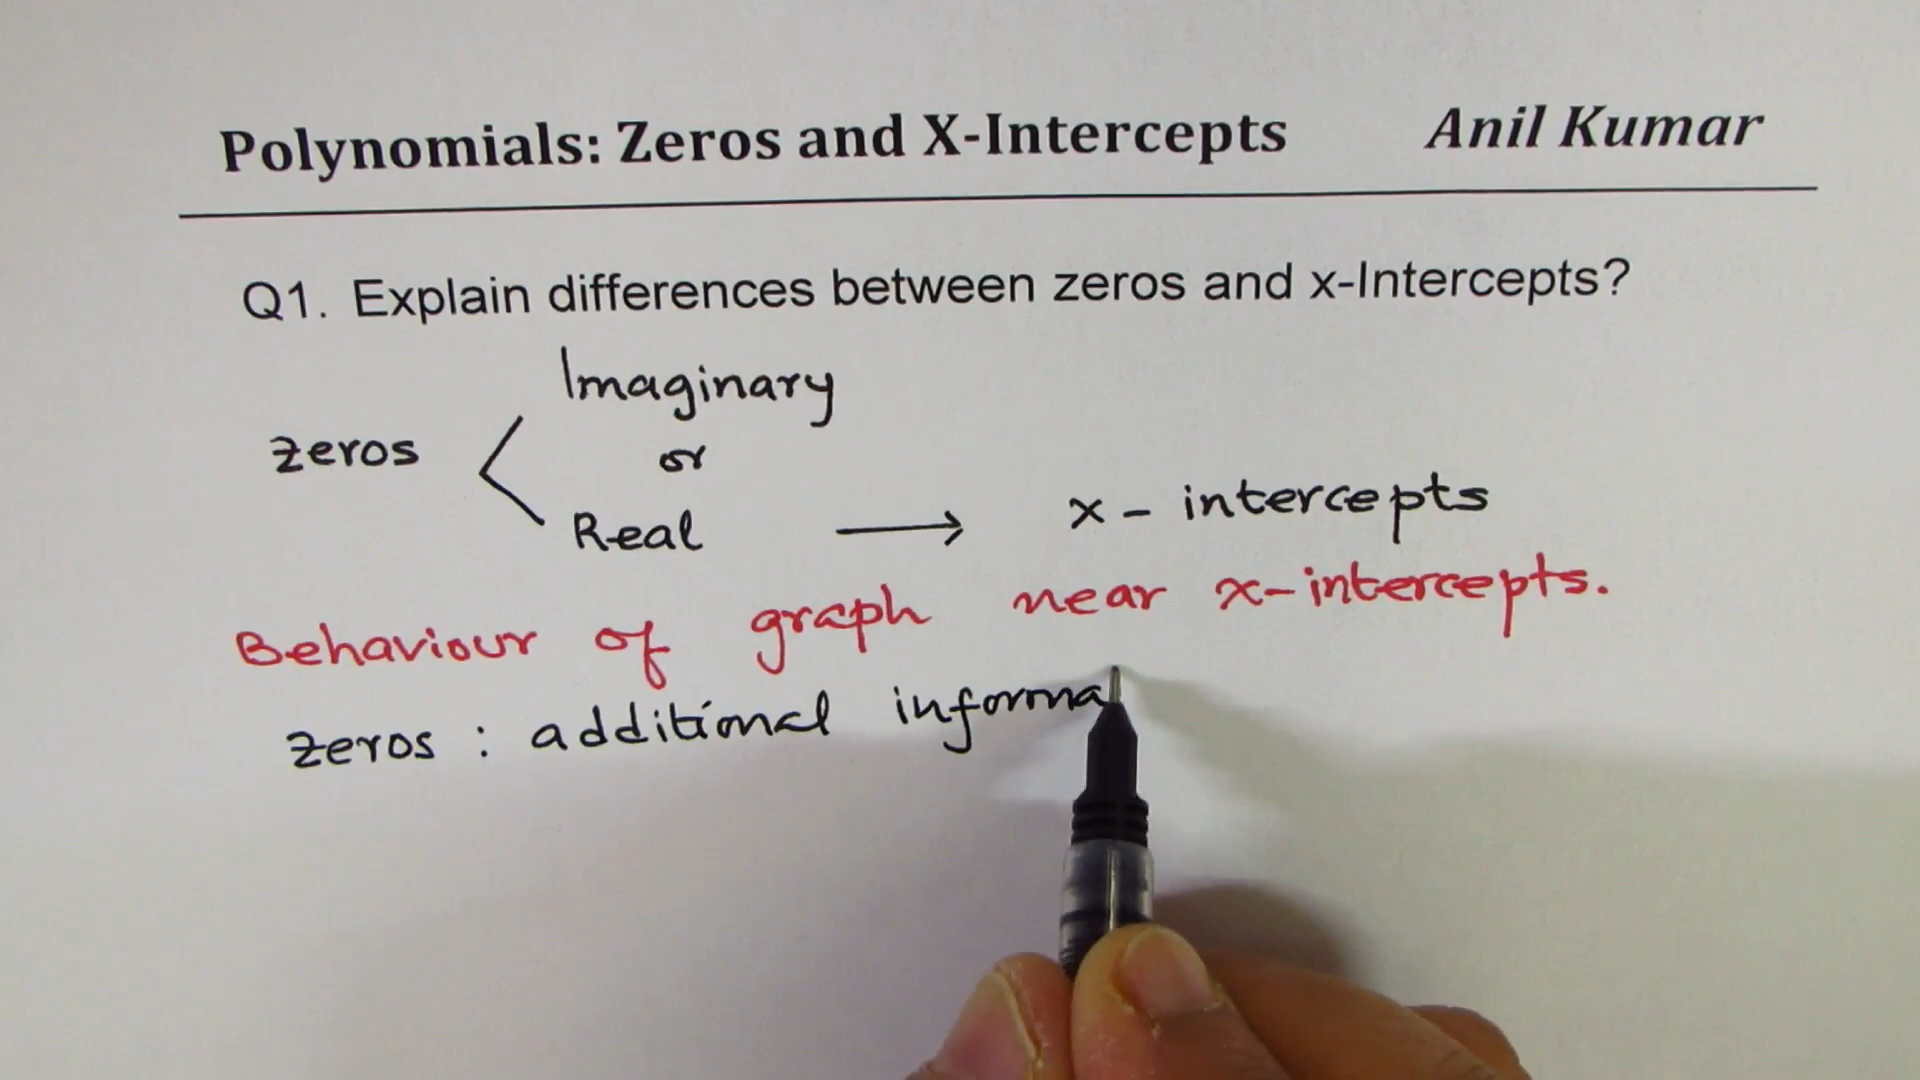 Polynomials: Zeros and X-Intercepts Anil Kumar
Q1. Explain differences between zeros and x-Intercepts?
Imaginary
zeros or
Real → x - intercepts
Behaviour of graph near x-intercepts.
zeros : additional informa